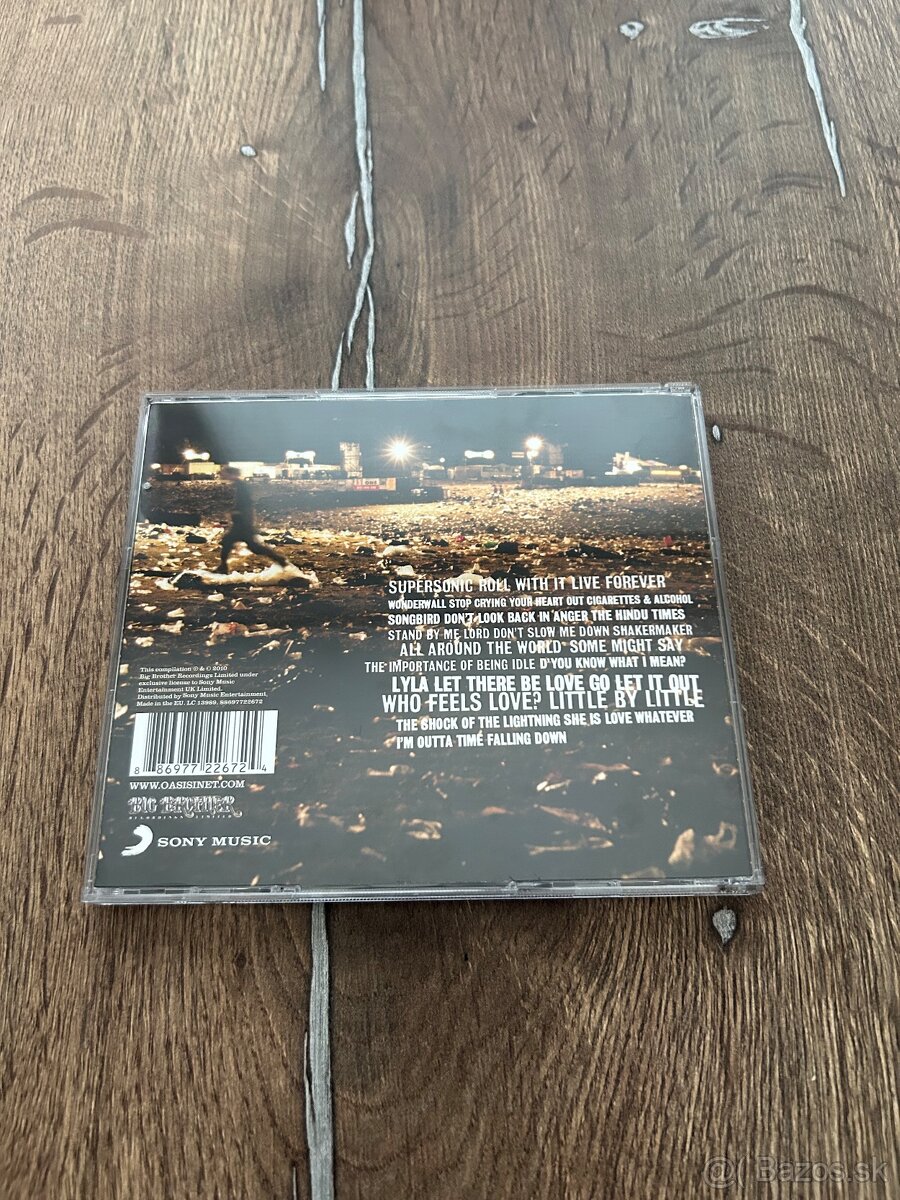 SUPERSONIC ROLL WITH IT LIVE FOREVER
WONDERWALL STOP CRYING YOUR HEART OUT CIGARETTES & ALCOHOL
SONGBIRD DON'T LOOK BACK IN ANGER THE HINDU TIMES
STAND BY ME LORD DON'T SLOW ME DOWN SHAKERMAKER
ALL AROUND THE WORLD SOME MIGHT SAY
THE IMPORTANCE OF BEING IDLE D'YOU KNOW WHAT I MEAN?
LYLA LET THERE BE LOVE GO LET IT OUT
WHO FEELS LOVE? LITTLE BY LITTLE
THE SHOCK OF THE LIGHTNING SHE IS LOVE WHATEVER
I'M OUTTA TIME FALLING DOWN
This compilation ℗ & © 2010
Big Brother Recordings Limited under
exclusive license to Sony Music
Entertainment UK Limited.
Distributed by Sony Music Entertainment.
Made in the EU. LC 13989. 88697722672
8 86977 22672 4
WWW.OASISINET.COM
BIG BROTHER
RECORDINGS LIMITED
SONY MUSIC
@ Bazos.sk